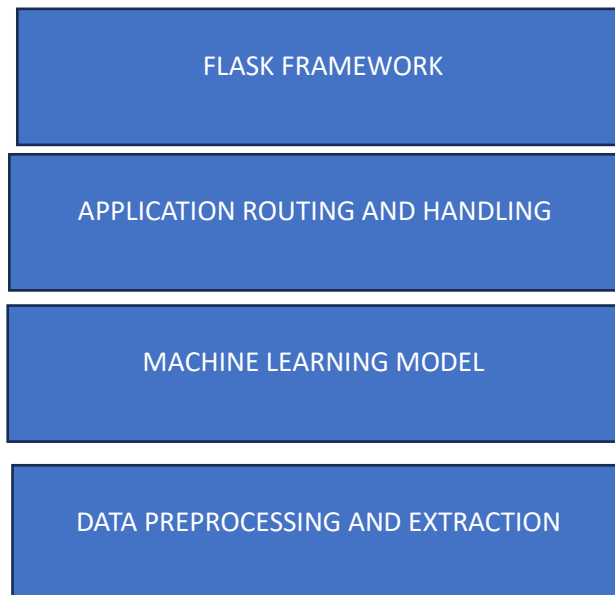 FLASK FRAMEWORK
APPLICATION ROUTING AND HANDLING
MACHINE LEARNING MODEL
DATA PREPROCESSING AND EXTRACTION